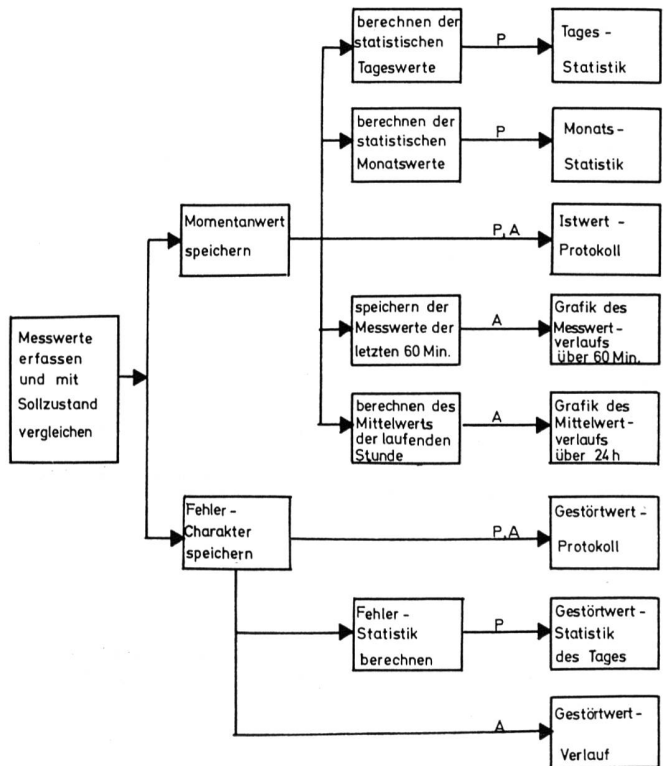 berechnen der
statistischen
Tageswerte
P
Tages -
Statistik
berechnen der
statistischen
Monatswerte
P
Monats -
Statistik
Momentanwert
speichern
P, A
Istwert -
Protokoll
Messwerte
erfassen
und mit
Sollzustand
vergleichen
speichern der
Messwerte der
letzten 60 Min.
A
Grafik des
Messwert -
verlaufs
über 60 Min.
berechnen des
Mittelwerts
der laufenden
Stunde
A
Grafik des
Mittelwert -
verlaufs
über 24 h
Fehler -
Charakter
speichern
P, A
Gestörtwert -
Protokoll
Fehler -
Statistik
berechnen
P
Gestörtwert -
Statistik
des Tages
A
Gestörtwert -
Verlauf